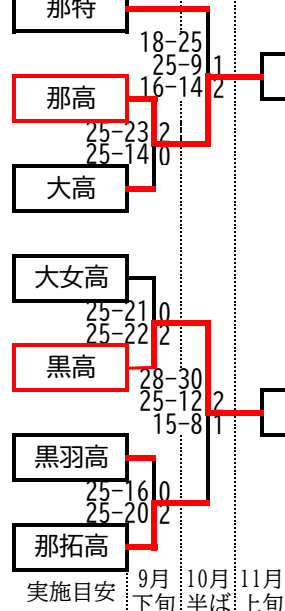 那特
18-25
25-9 1
16-14 2
那高
25-23 2
25-14 0
大高
大女高
25-21 0
25-22 2
黒高
28-30
25-12 2
15-8 1
黒羽高
25-16 0
25-20 2
那拓高
実施目安 9月 10月 11月
下旬 半ば 上旬